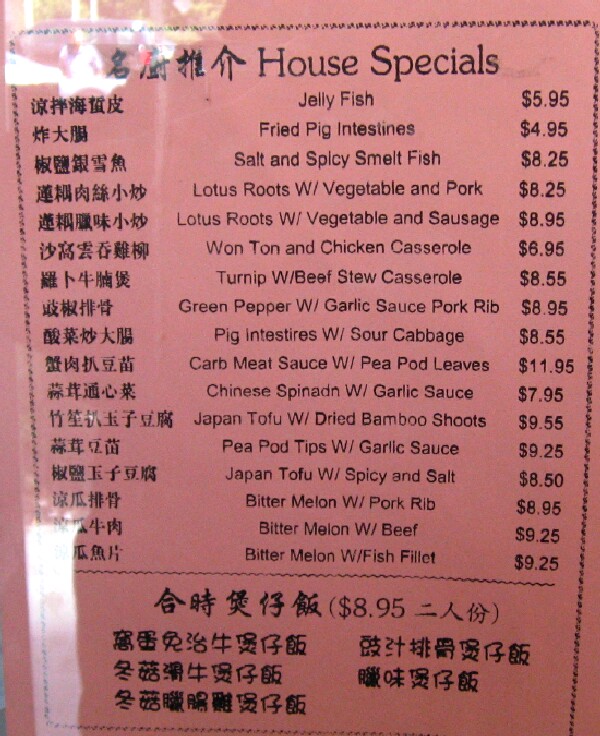 名廚推介 House Specials
涼拌海蜇皮 Jelly Fish $5.95
炸大腸 Fried Pig Intestines $4.95
椒鹽銀雪魚 Salt and Spicy Smelt Fish $8.25
蓮耦肉絲小炒 Lotus Roots W/ Vegetable and Pork $8.25
蓮耦臘味小炒 Lotus Roots W/ Vegetable and Sausage $8.95
沙窩雲吞雞柳 Won Ton and Chicken Casserole $6.95
羅卜牛腩煲 Turnip W/Beef Stew Casserole $8.55
豉椒排骨 Green Pepper W/ Garlic Sauce Pork Rib $8.95
酸菜炒大腸 Pig intestires W/ Sour Cabbage $8.55
蟹肉扒豆苗 Carb Meat Sauce W/ Pea Pod Leaves $11.95
蒜茸通心菜 Chinese Spinadn W/ Garlic Sauce $7.95
竹笙扒玉子豆腐 Japan Tofu W/ Dried Bamboo Shoots $9.55
蒜茸豆苗 Pea Pod Tips W/ Garlic Sauce $9.25
椒鹽玉子豆腐 Japan Tofu W/ Spicy and Salt $8.50
涼瓜排骨 Bitter Melon W/ Pork Rib $8.95
涼瓜牛肉 Bitter Melon W/ Beef $9.25
涼瓜魚片 Bitter Melon W/Fish Fillet $9.25
合時煲仔飯 ($8.95 二人份)
窩蛋免治牛煲仔飯 豉汁排骨煲仔飯
冬菇滑牛煲仔飯 臘味煲仔飯
冬菇臘腸雞煲仔飯